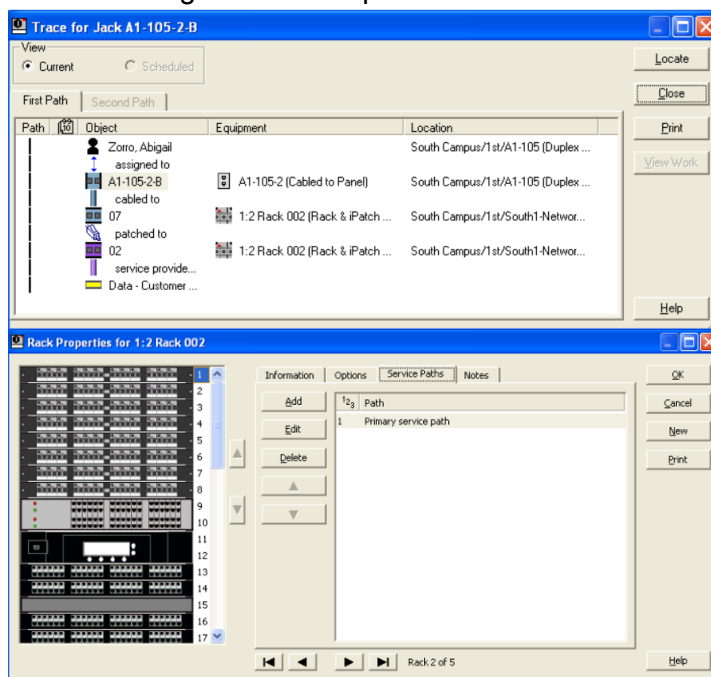 Trace for Jack A1-105-2-B
View
Current Scheduled
Locate
Close
Print
View Work
Help
First Path Second Path
Path Object Equipment Location
Zorro, Abigail South Campus/1st/A1-105 (Duplex ...
assigned to
A1-105-2-B A1-105-2 (Cabled to Panel) South Campus/1st/A1-105 (Duplex ...
cabled to
07 1:2 Rack 002 (Rack & iPatch ... South Campus/1st/South1-Networ...
patched to
02 1:2 Rack 002 (Rack & iPatch ... South Campus/1st/South1-Networ...
service provide...
Data - Customer ...
Rack Properties for 1:2 Rack 002
1
2
3
4
5
6
7
8
9
10
11
12
13
14
15
16
17
Information Options Service Paths Notes
Add
Edit
Delete
123 Path
1 Primary service path
OK
Cancel
New
Print
Rack 2 of 5
Help